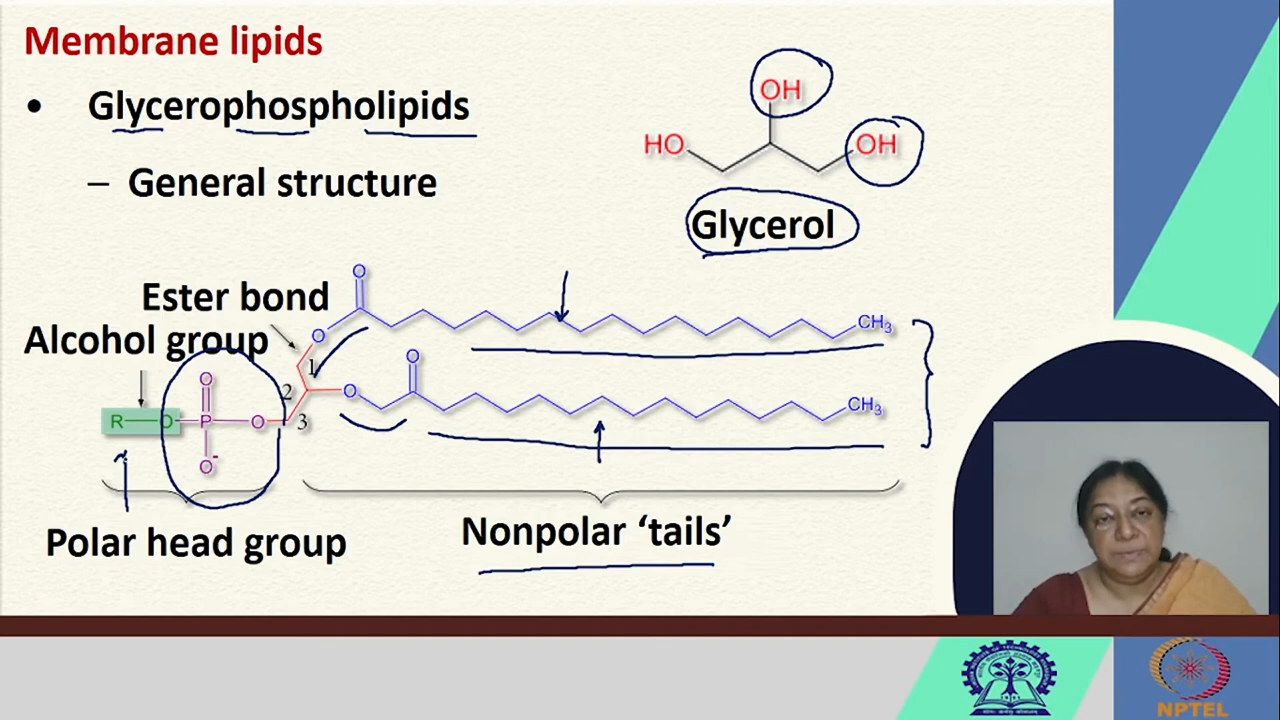 Membrane lipids
• Glycerophospholipids
– General structure
OH
HO
OH
Glycerol
Ester bond
Alcohol group
O
O
CH3
1
O
2
O
CH3
O
R
O
P
O
3
O-
Polar head group
Nonpolar ‘tails’
NPTEL